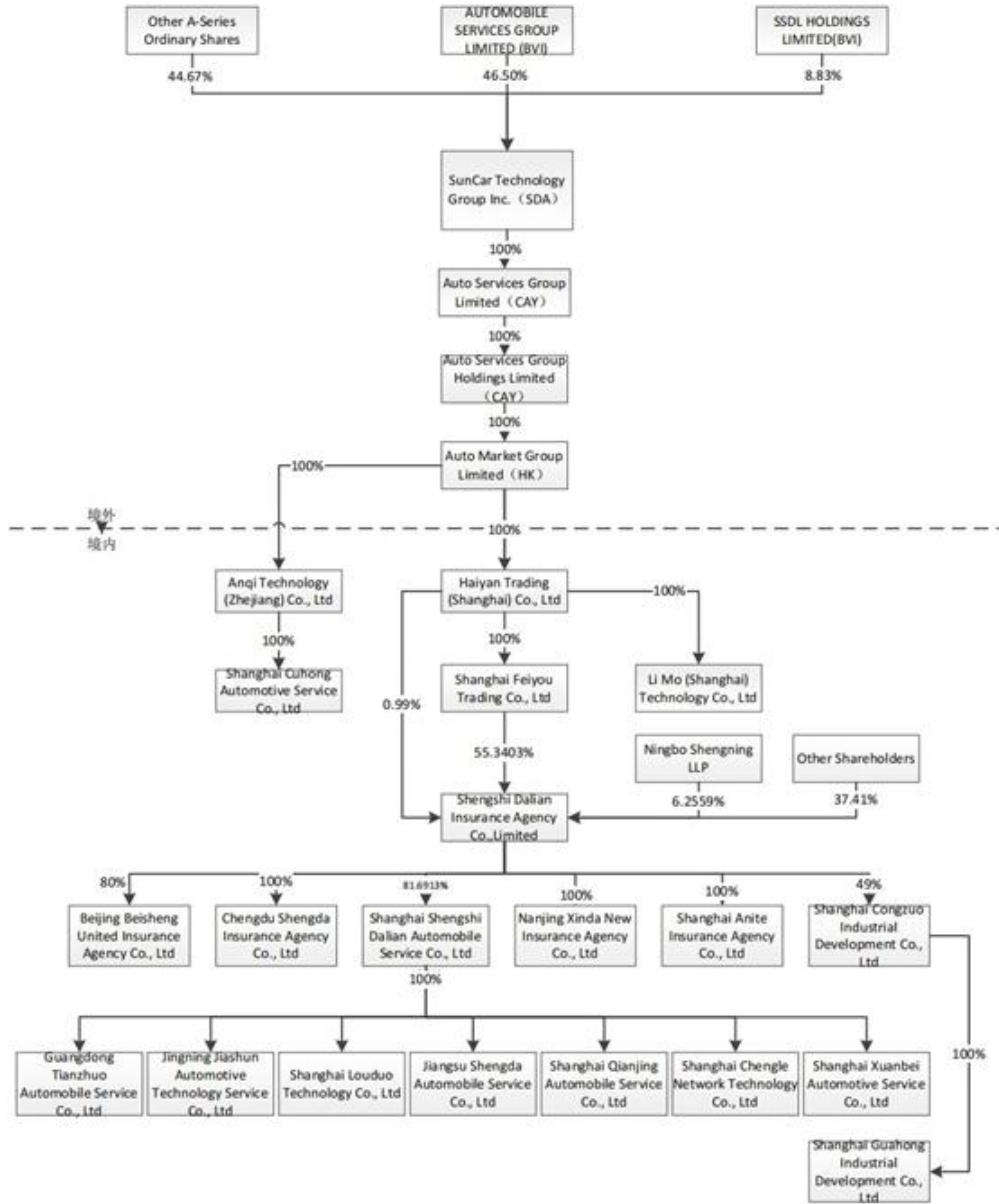 Other A-Series
Ordinary Shares
AUTOMOBILE
SERVICES GROUP
LIMITED (BVI)
SSDL HOLDINGS
LIMITED(BVI)
44.67%
46.50%
8.83%
SunCar Technology
Group Inc.（SDA）
100%
Auto Services Group
Limited（CAY）
100%
Auto Services Group
Holdings Limited
（CAY）
100%
Auto Market Group
Limited（HK）
100%
境外
境内
100%
Anqi Technology
(Zhejiang) Co., Ltd
Haiyan Trading
(Shanghai) Co., Ltd
100%
100%
100%
Shanghai Cuhong
Automotive Service
Co., Ltd
Shanghai Feiyou
Trading Co., Ltd
Li Mo (Shanghai)
Technology Co., Ltd
0.99%
55.3403%
Ningbo Shengning
LLP
Other Shareholders
6.2559%
37.41%
Shengshi Dalian
Insurance Agency
Co.,Limited
80%
100%
81.6913%
100%
100%
49%
Beijing Beisheng
United Insurance
Agency Co., Ltd
Chengdu Shengda
Insurance Agency
Co., Ltd
Shanghai Shengshi
Dalian Automobile
Service Co., Ltd
Nanjing Xinda New
Insurance Agency
Co., Ltd
Shanghai Anite
Insurance Agency
Co., Ltd
Shanghai Congzuo
Industrial
Development Co.,
Ltd
100%
Guangdong
Tianzhuo
Automobile Service
Co., Ltd
Jingning Jiashun
Automotive
Technology Service
Co., Ltd
Shanghai Louduo
Technology Co., Ltd
Jiangsu Shengda
Automobile Service
Co., Ltd
Shanghai Qianjing
Automobile Service
Co., Ltd
Shanghai Chengle
Network Technology
Co., Ltd
Shanghai Xuanbei
Automotive Service
Co., Ltd
100%
Shanghai Guahong
Industrial
Development Co.,
Ltd